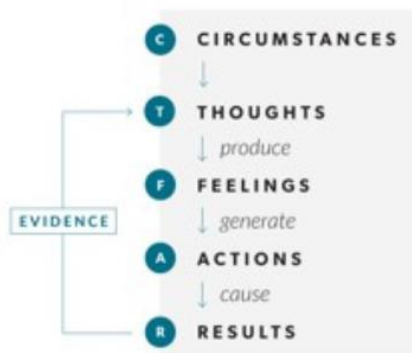 C CIRCUMSTANCES
T THOUGHTS
produce
F FEELINGS
EVIDENCE
generate
A ACTIONS
cause
R RESULTS